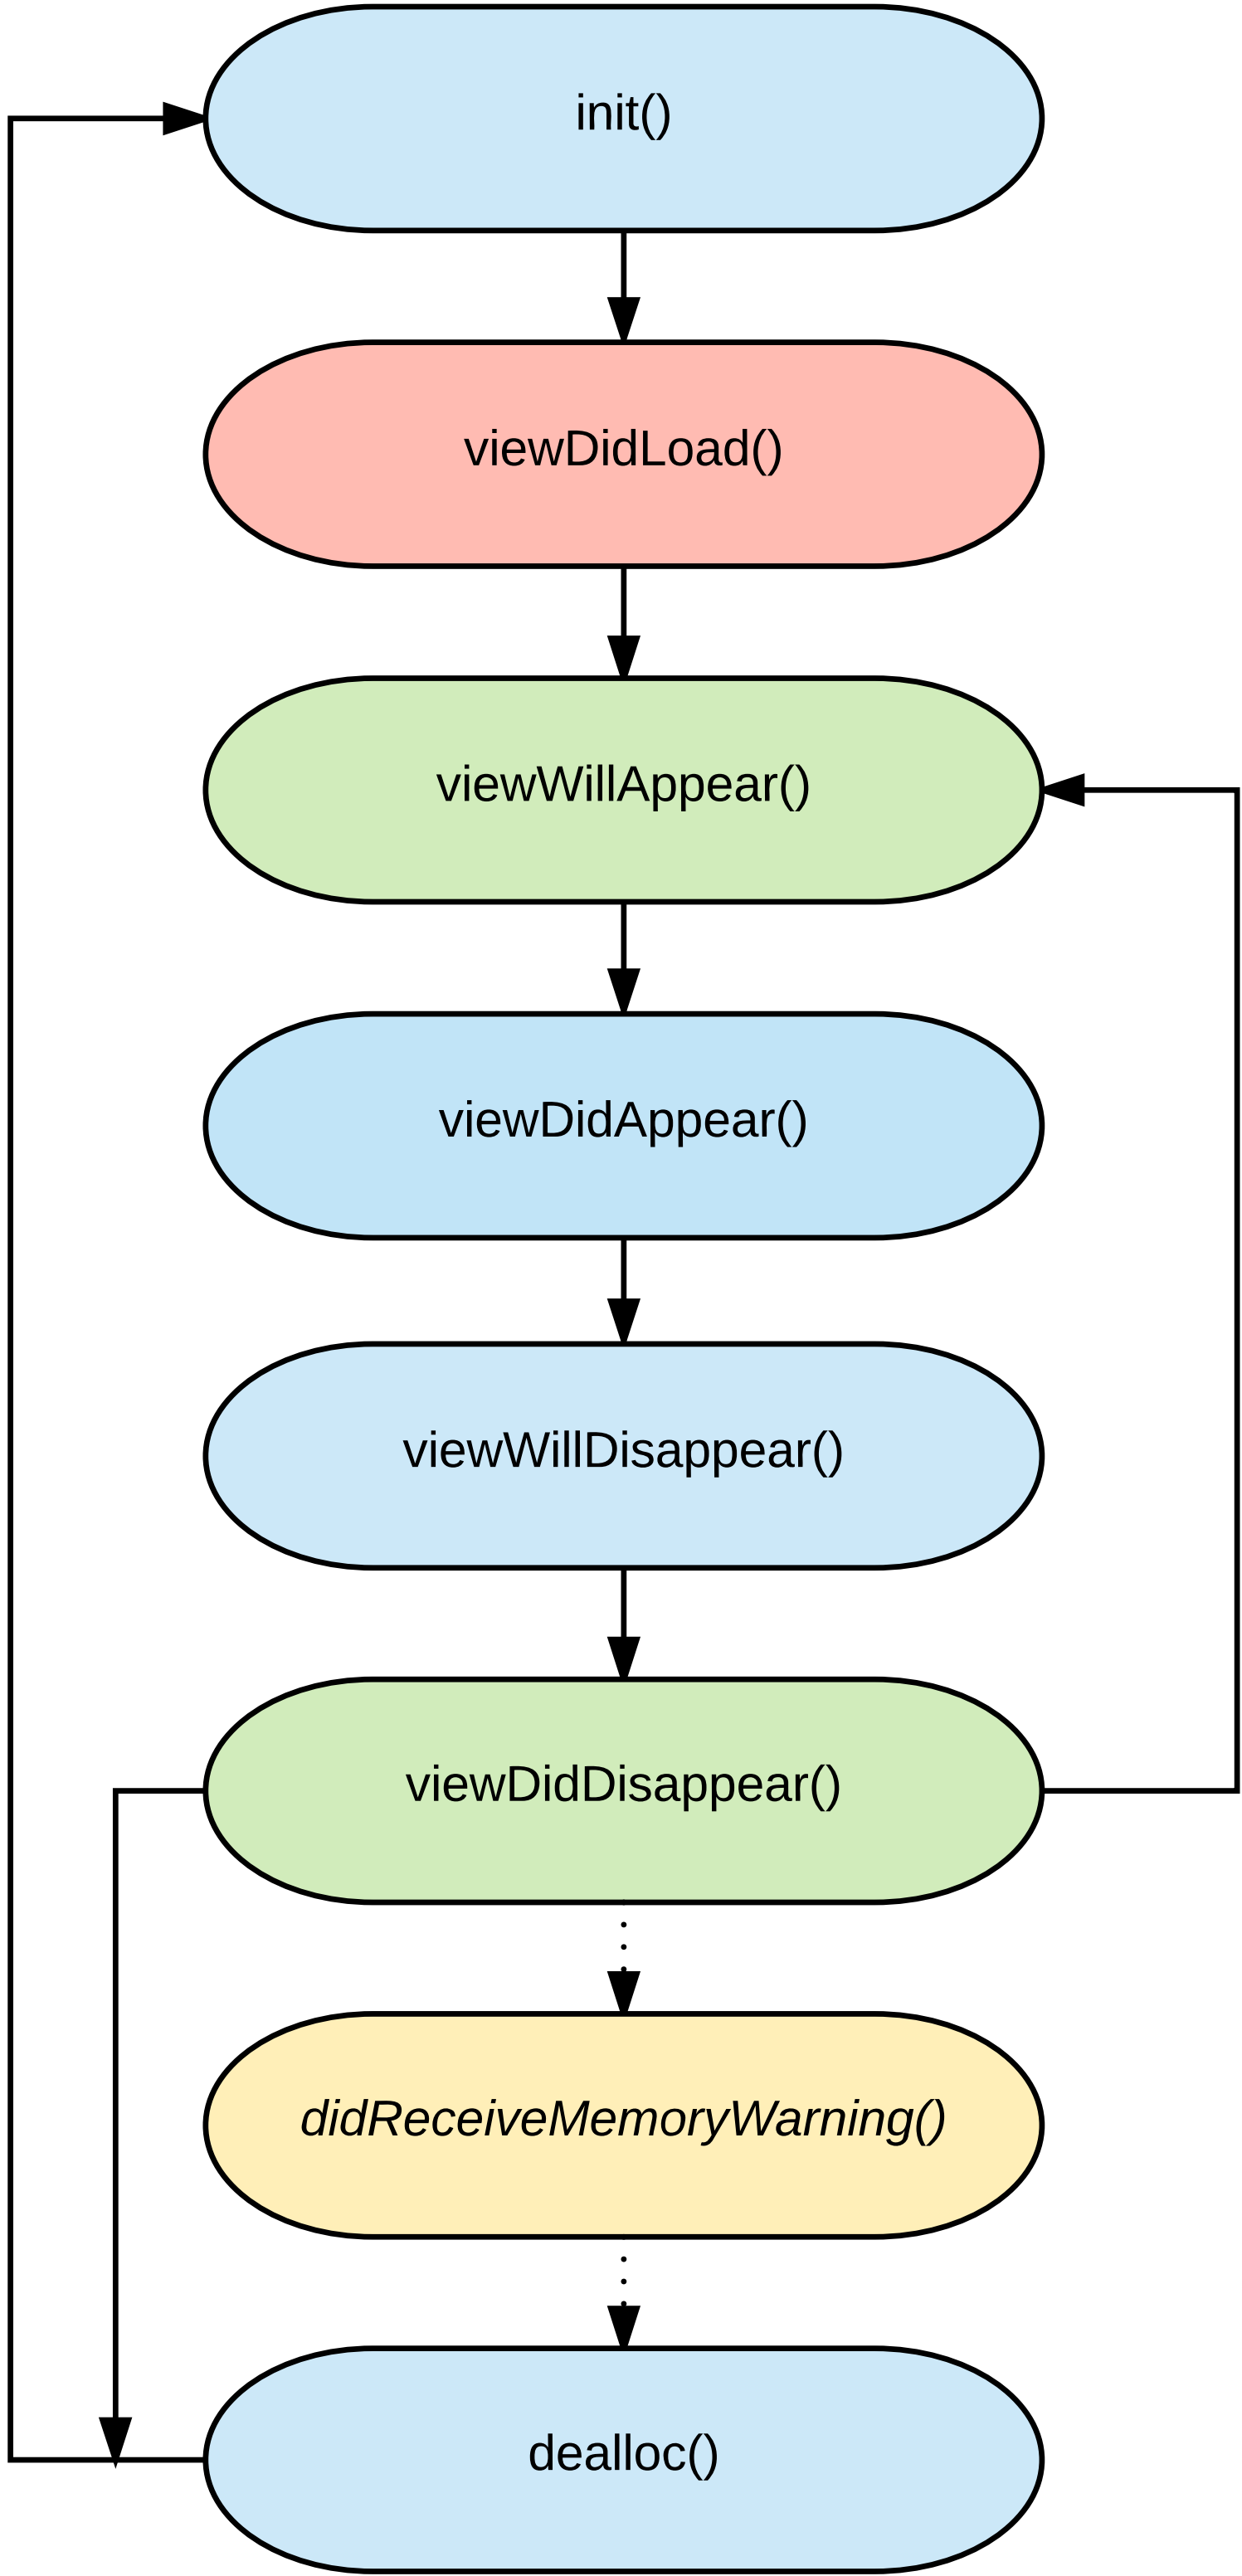 init()
viewDidLoad()
viewWillAppear()
viewDidAppear()
viewWillDisappear()
viewDidDisappear()
didReceiveMemoryWarning()
dealloc()